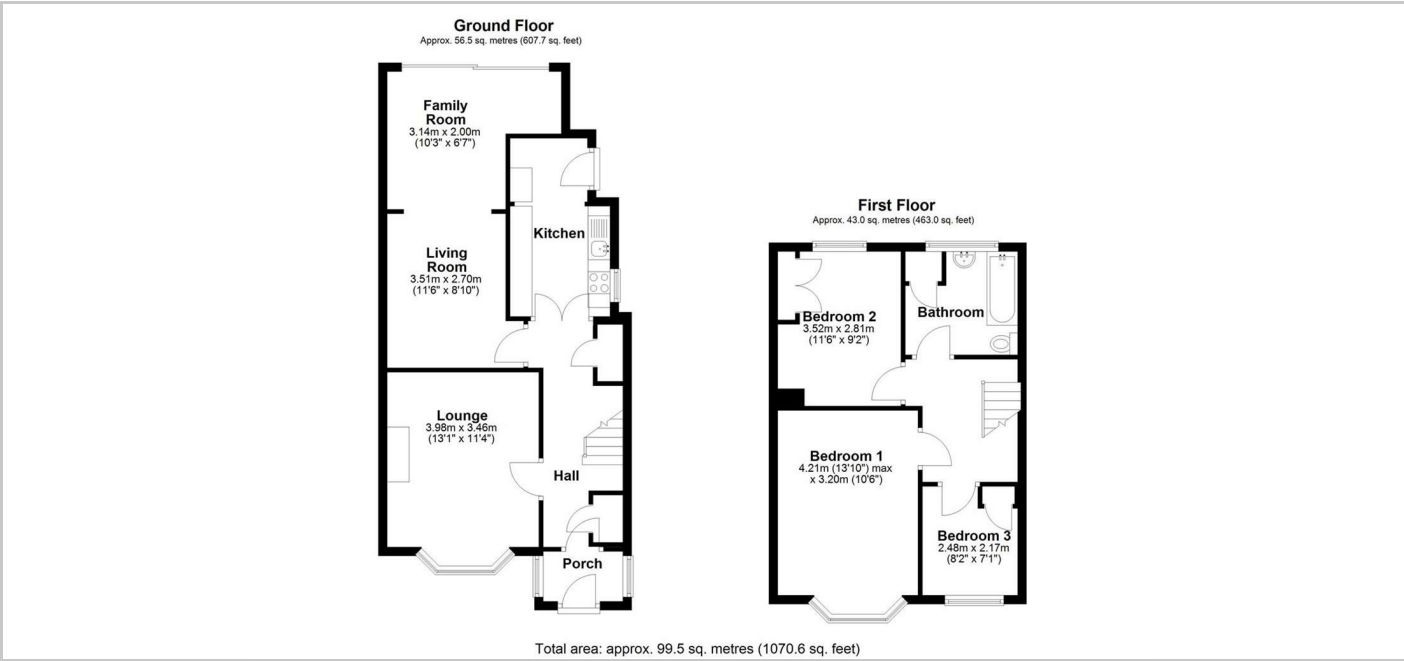 Ground Floor
Approx. 56.5 sq. metres (607.7 sq. feet)
Family
Room
3.14m x 2.00m
(10'3" x 6'7")
Kitchen
Living
Room
3.51m x 2.70m
(11'6" x 8'10")
Lounge
3.98m x 3.46m
(13'1" x 11'4")
Hall
Porch
First Floor
Approx. 43.0 sq. metres (463.0 sq. feet)
Bathroom
Bedroom 2
3.52m x 2.81m
(11'6" x 9'2")
Bedroom 1
4.21m (13'10") max
x 3.20m (10'6")
Bedroom 3
2.48m x 2.17m
(8'2" x 7'1")
Total area: approx. 99.5 sq. metres (1070.6 sq. feet)